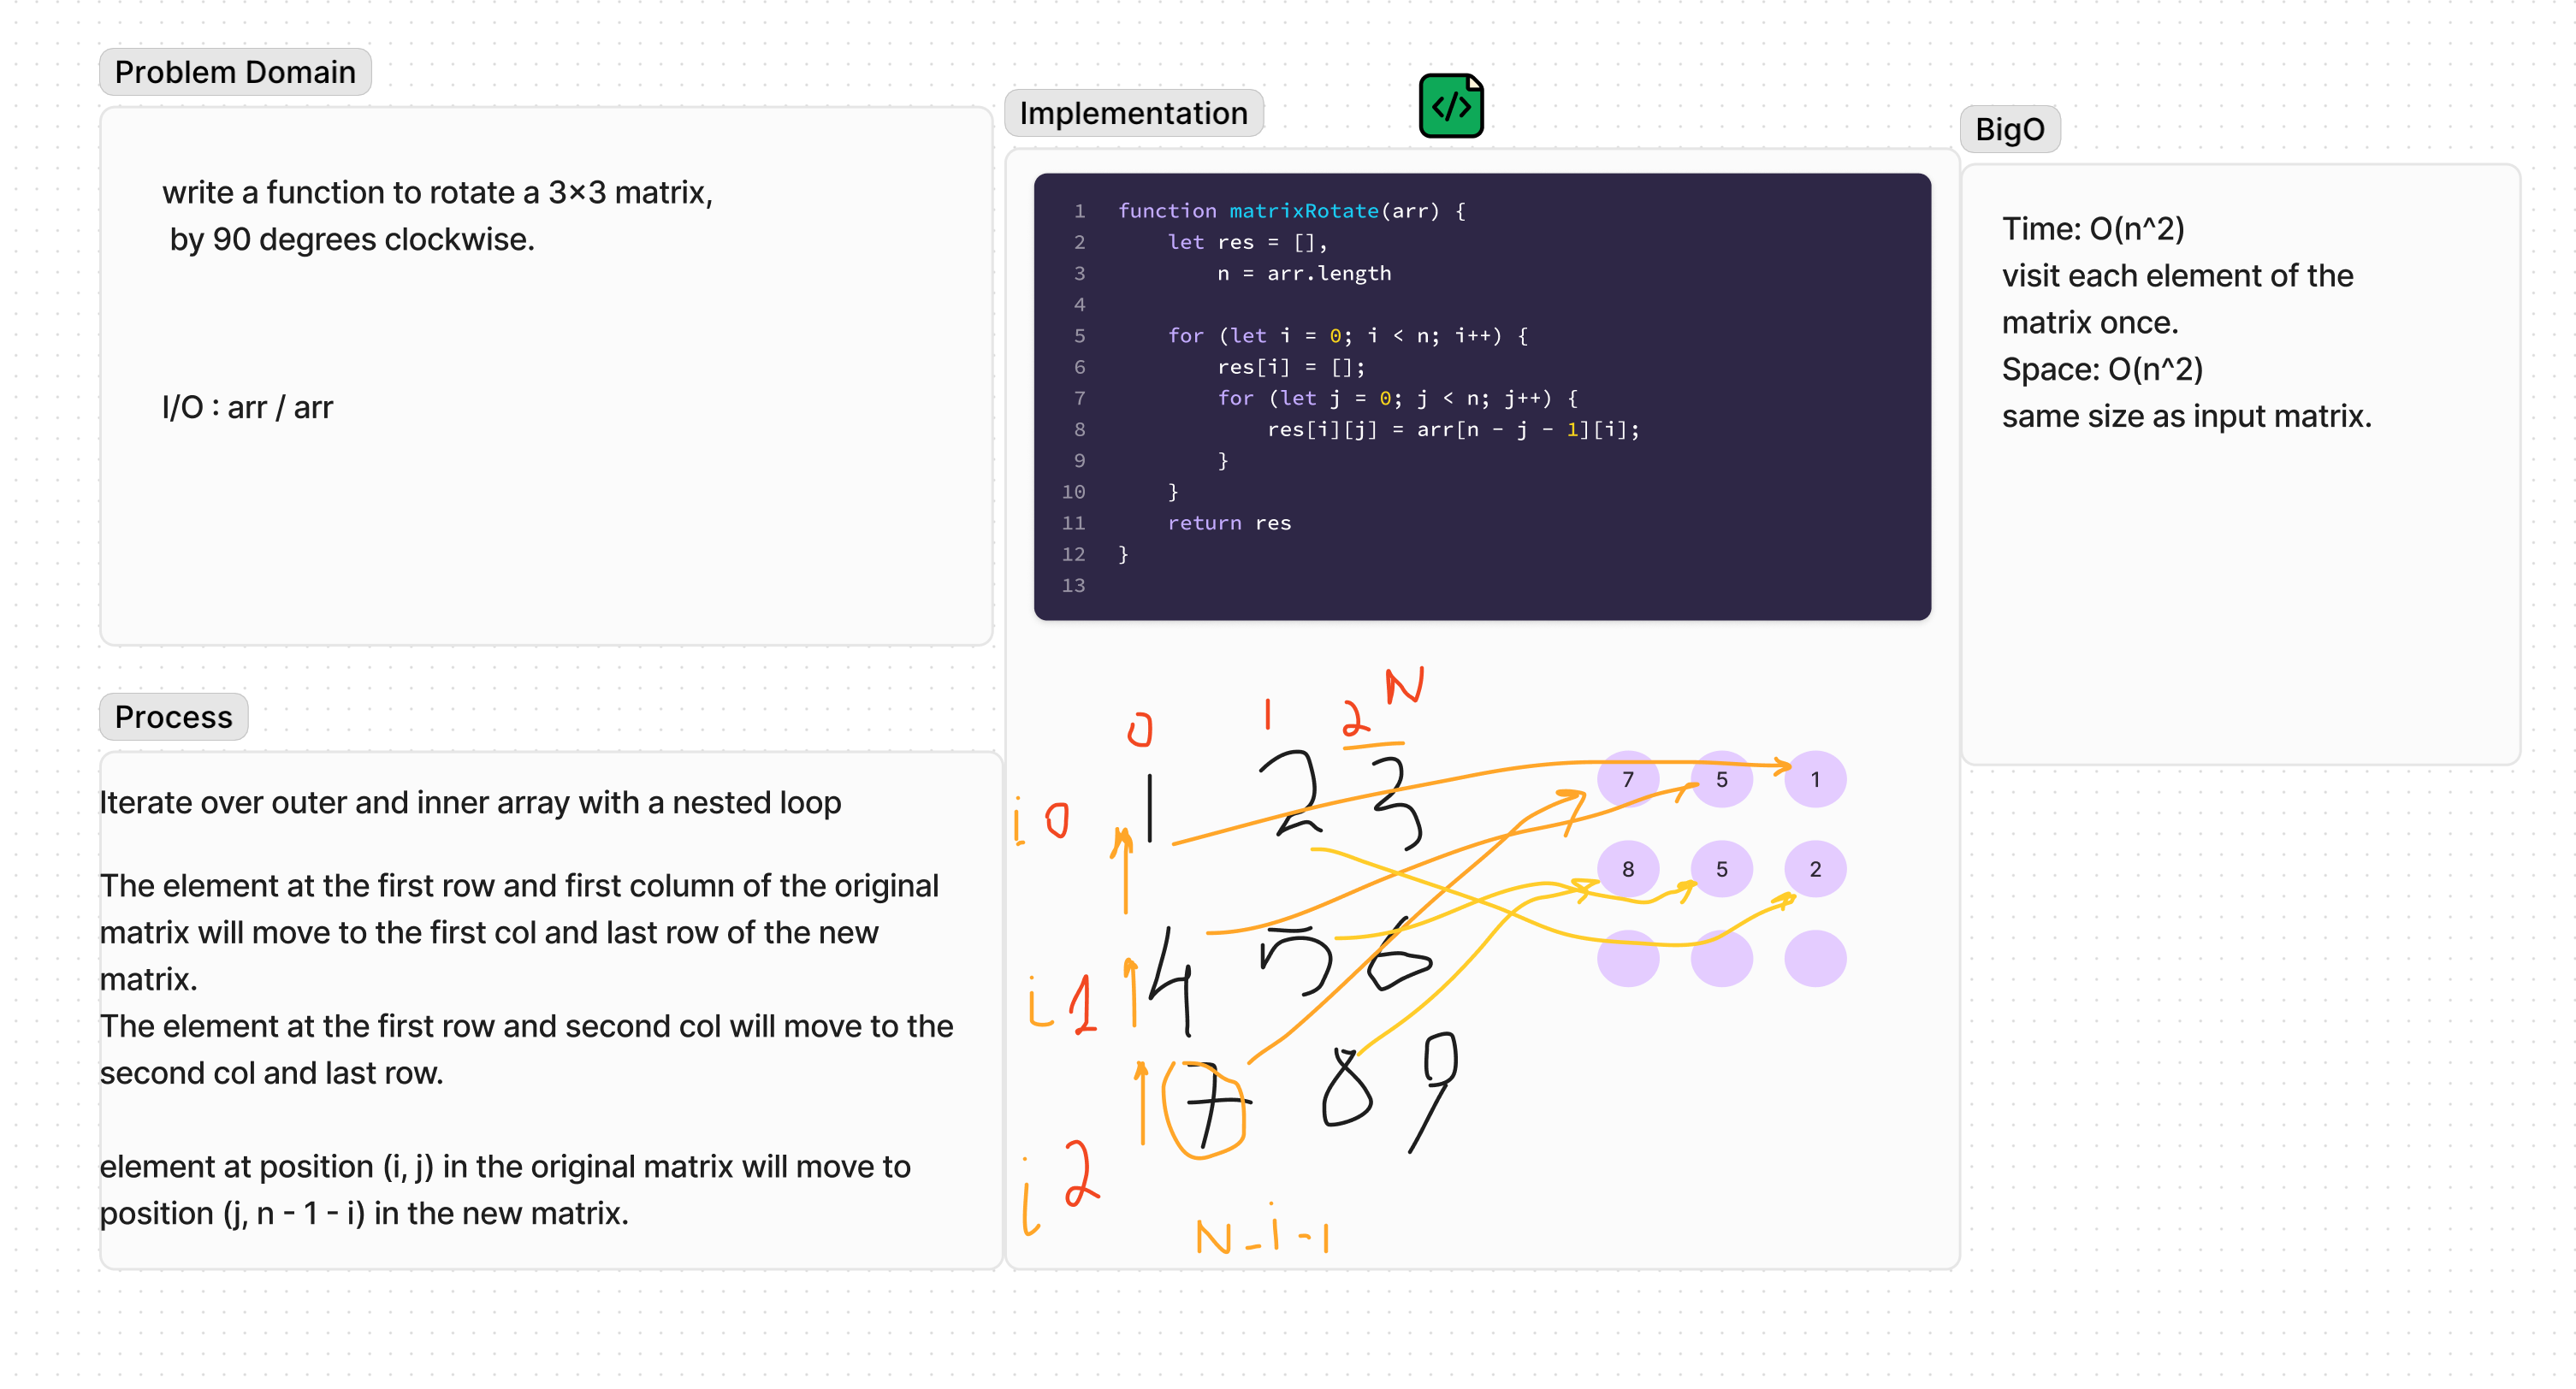 Problem Domain
write a function to rotate a 3×3 matrix,
by 90 degrees clockwise.
I/O : arr / arr
Process
Iterate over outer and inner array with a nested loop
The element at the first row and first column of the original
matrix will move to the first col and last row of the new
matrix.
The element at the first row and second col will move to the
second col and last row.
element at position (i, j) in the original matrix will move to
position (j, n - 1 - i) in the new matrix.
Implementation
</>
1 function matrixRotate(arr) {
2 let res = [],
3 n = arr.length
4
5 for (let i = 0; i < n; i++) {
6 res[i] = [];
7 for (let j = 0; j < n; j++) {
8 res[i][j] = arr[n - j - 1][i];
9 }
10 }
11 return res
12 }
13
0 1 2 N
i 0 1 2 3
i 1 4 5 6
i 2 7 8 9
N - i - 1
7 5 1
8 5 2
BigO
Time: O(n^2)
visit each element of the
matrix once.
Space: O(n^2)
same size as input matrix.